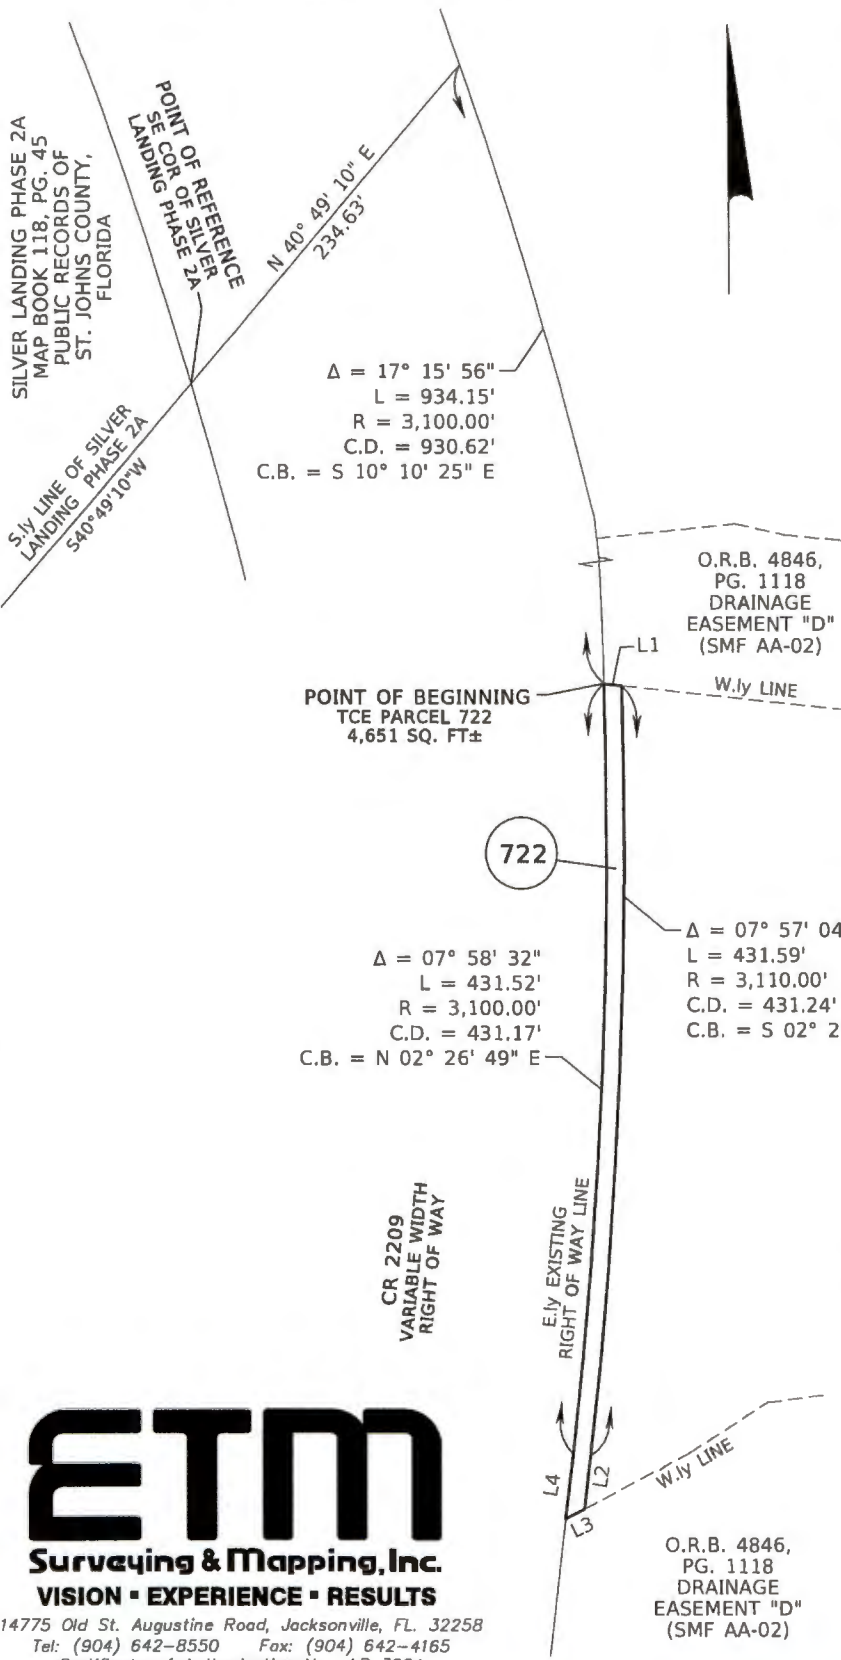 SILVER LANDING PHASE 2A
MAP BOOK 118, PG. 45
PUBLIC RECORDS OF
ST. JOHNS COUNTY,
FLORIDA
POINT OF REFERENCE
SE COR OF SILVER
LANDING PHASE 2A
N 40° 49' 10" E
234.63'
S.ly LINE OF SILVER
LANDING PHASE 2A
S40°49'10"W
Δ = 17° 15' 56"
L = 934.15'
R = 3,100.00'
C.D. = 930.62'
C.B. = S 10° 10' 25" E
O.R.B. 4846,
PG. 1118
DRAINAGE
EASEMENT "D"
(SMF AA-02)
L1
W.ly LINE
POINT OF BEGINNING
TCE PARCEL 722
4,651 SQ. FT±
722
Δ = 07° 57' 04
L = 431.59'
R = 3,110.00'
C.D. = 431.24'
C.B. = S 02° 2
Δ = 07° 58' 32"
L = 431.52'
R = 3,100.00'
C.D. = 431.17'
C.B. = N 02° 26' 49" E
CR 2209
VARIABLE WIDTH
RIGHT OF WAY
E.ly EXISTING
RIGHT OF WAY LINE
L4
L2
L3
W.ly LINE
O.R.B. 4846,
PG. 1118
DRAINAGE
EASEMENT "D"
(SMF AA-02)
ETM
Surveying & Mapping, Inc.
VISION ▪ EXPERIENCE ▪ RESULTS
14775 Old St. Augustine Road, Jacksonville, FL. 32258
Tel: (904) 642-8550 Fax: (904) 642-4165